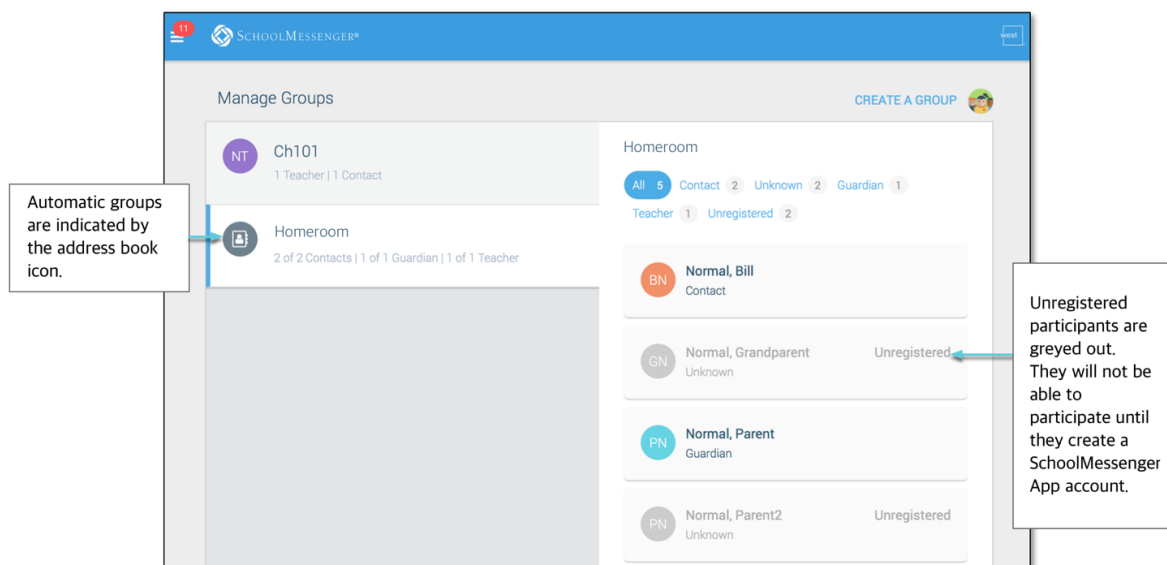 11
SCHOOLMESSENGER®
west
Manage Groups
CREATE A GROUP
NT
Ch101
1 Teacher | 1 Contact
Homeroom
2 of 2 Contacts | 1 of 1 Guardian | 1 of 1 Teacher
Homeroom
All 5 Contact 2 Unknown 2 Guardian 1
Teacher 1 Unregistered 2
BN
Normal, Bill
Contact
GN
Normal, Grandparent Unregistered
Unknown
PN
Normal, Parent
Guardian
PN
Normal, Parent2 Unregistered
Unknown
Automatic groups
are indicated by
the address book
icon.
Unregistered
participants are
greyed out.
They will not be
able to
participate until
they create a
SchoolMessenger
App account.